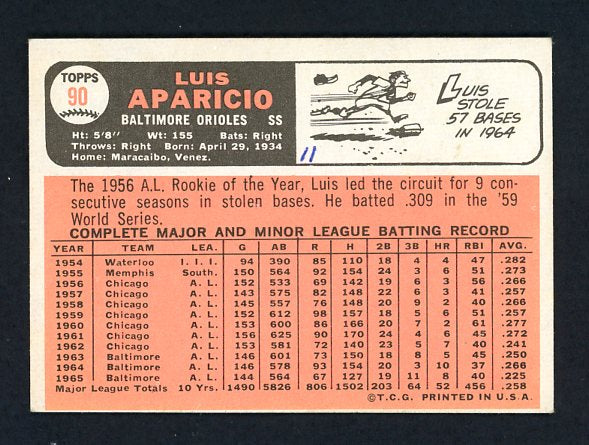 TOPPS
90
LUIS
APARICIO
BALTIMORE ORIOLES SS
Ht: 5'8" Wt: 155 Bats: Right
Throws: Right Born: April 29, 1934
Home: Maracaibo, Venez.
11
LUIS
STOLE
57 BASES
IN 1964
The 1956 A.L. Rookie of the Year, Luis led the circuit for 9 con-
secutive seasons in stolen bases. He batted .309 in the '59
World Series.
COMPLETE MAJOR AND MINOR LEAGUE BATTING RECORD
YEAR TEAM LEA. G AB R H 2B 3B HR RBI AVG.
1954 Waterloo I. I. I. 94 390 85 110 18 4 4 47 .282
1955 Memphis South. 150 564 92 154 24 3 6 51 .273
1956 Chicago A. L. 152 533 69 142 19 6 3 56 .266
1957 Chicago A. L. 143 575 82 148 22 6 3 41 .257
1958 Chicago A. L. 145 557 76 148 20 9 2 40 .266
1959 Chicago A. L. 152 612 98 157 18 5 6 51 .257
1960 Chicago A. L. 153 600 86 166 20 7 2 61 .277
1961 Chicago A. L. 156 625 90 170 24 4 6 45 .272
1962 Chicago A. L. 153 581 72 140 23 5 7 40 .241
1963 Baltimore A. L. 146 601 73 150 18 8 5 45 .250
1964 Baltimore A. L. 146 578 93 154 20 3 10 37 .266
1965 Baltimore A. L. 144 564 67 127 19 11 8 40 .225
Major League Totals 10 Yrs. 1490 5826 806 1502 203 64 52 456 .258
©T.C.G. PRINTED IN U.S.A.